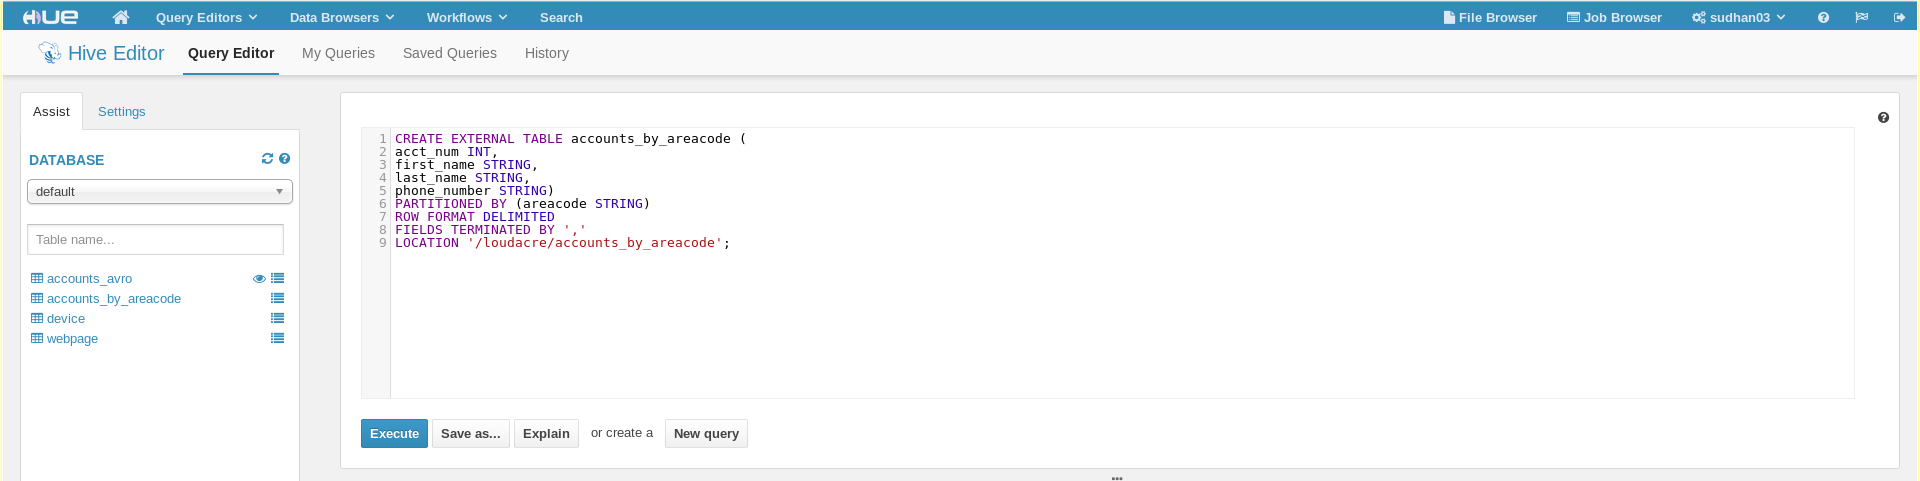 HUE Query Editors Data Browsers Workflows Search File Browser Job Browser sudhan03
Hive Editor Query Editor My Queries Saved Queries History
Assist Settings
DATABASE
default
Table name...
accounts_avro
accounts_by_areacode
device
webpage
1 CREATE EXTERNAL TABLE accounts_by_areacode (
2 acct_num INT,
3 first_name STRING,
4 last_name STRING,
5 phone_number STRING)
6 PARTITIONED BY (areacode STRING)
7 ROW FORMAT DELIMITED
8 FIELDS TERMINATED BY ','
9 LOCATION '/loudacre/accounts_by_areacode';
Execute Save as... Explain or create a New query